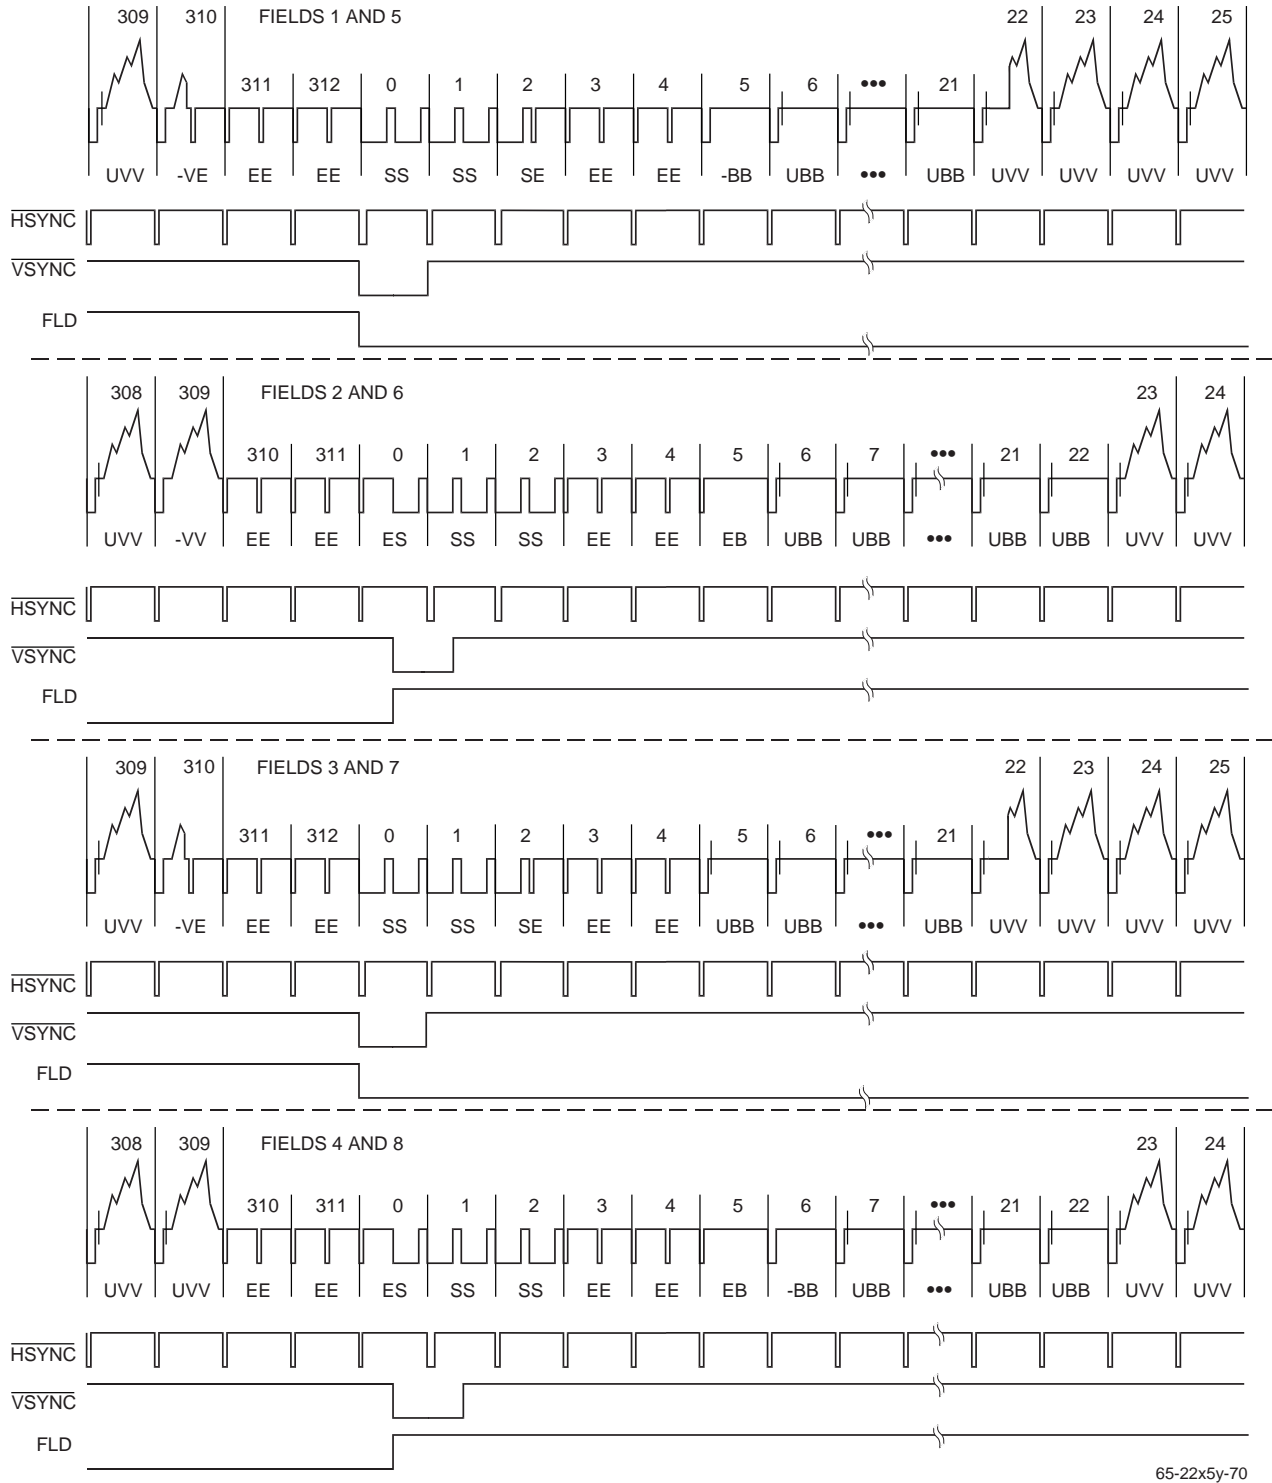 309 310 FIELDS 1 AND 5 22 23 24 25
311 312 0 1 2 3 4 5 6 ••• 21
UVV -VE EE EE SS SS SE EE EE -BB UBB ••• UBB UVV UVV UVV UVV
HSYNC
VSYNC
FLD
308 309 FIELDS 2 AND 6 23 24
310 311 0 1 2 3 4 5 6 7 ••• 21 22
UVV -VV EE EE ES SS SS EE EE EB UBB UBB ••• UBB UBB UVV UVV
HSYNC
VSYNC
FLD
309 310 FIELDS 3 AND 7 22 23 24 25
311 312 0 1 2 3 4 5 6 ••• 21
UVV -VE EE EE SS SS SE EE EE UBB UBB ••• UBB UVV UVV UVV UVV
HSYNC
VSYNC
FLD
308 309 FIELDS 4 AND 8 23 24
310 311 0 1 2 3 4 5 6 7 ••• 21 22
UVV UVV EE EE ES SS SS EE EE EB -BB UBB ••• UBB UBB UVV UVV
HSYNC
VSYNC
FLD
65-22x5y-70